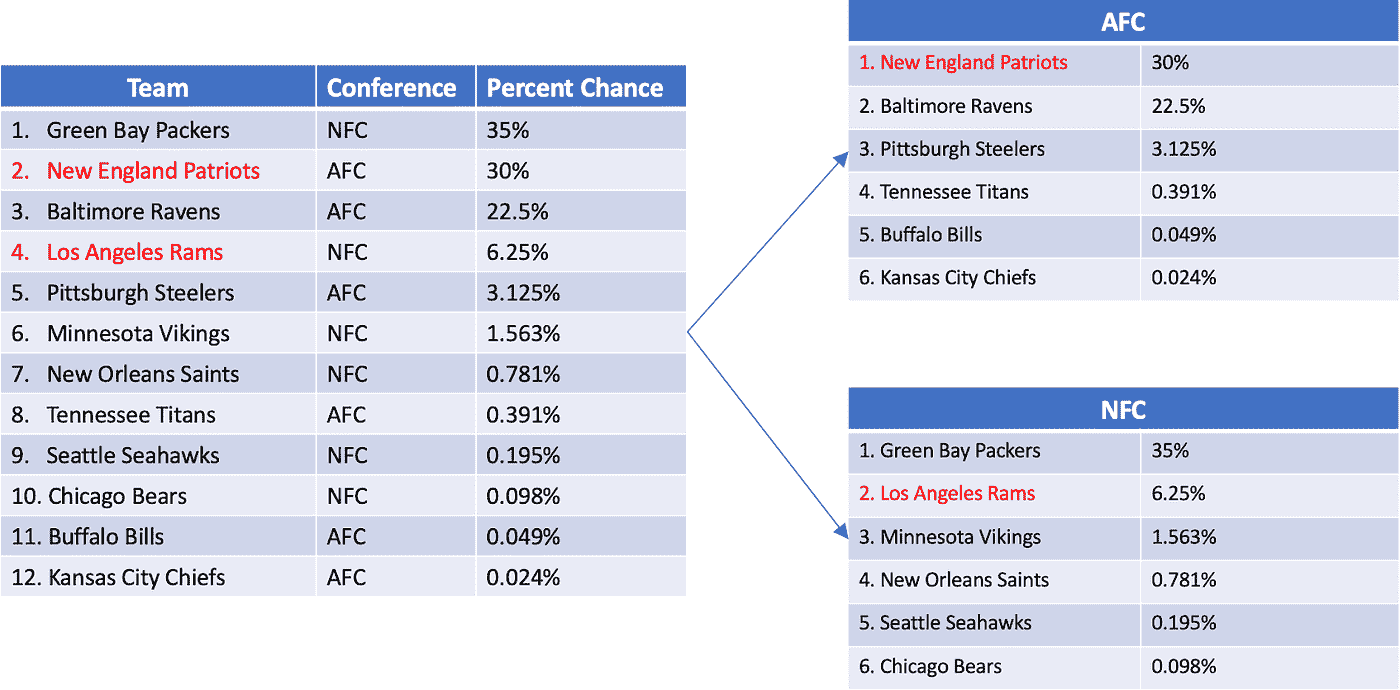 Team Conference Percent Chance
1. Green Bay Packers NFC 35%
2. New England Patriots AFC 30%
3. Baltimore Ravens AFC 22.5%
4. Los Angeles Rams NFC 6.25%
5. Pittsburgh Steelers AFC 3.125%
6. Minnesota Vikings NFC 1.563%
7. New Orleans Saints NFC 0.781%
8. Tennessee Titans AFC 0.391%
9. Seattle Seahawks NFC 0.195%
10. Chicago Bears NFC 0.098%
11. Buffalo Bills AFC 0.049%
12. Kansas City Chiefs AFC 0.024%
AFC
1. New England Patriots 30%
2. Baltimore Ravens 22.5%
3. Pittsburgh Steelers 3.125%
4. Tennessee Titans 0.391%
5. Buffalo Bills 0.049%
6. Kansas City Chiefs 0.024%
NFC
1. Green Bay Packers 35%
2. Los Angeles Rams 6.25%
3. Minnesota Vikings 1.563%
4. New Orleans Saints 0.781%
5. Seattle Seahawks 0.195%
6. Chicago Bears 0.098%